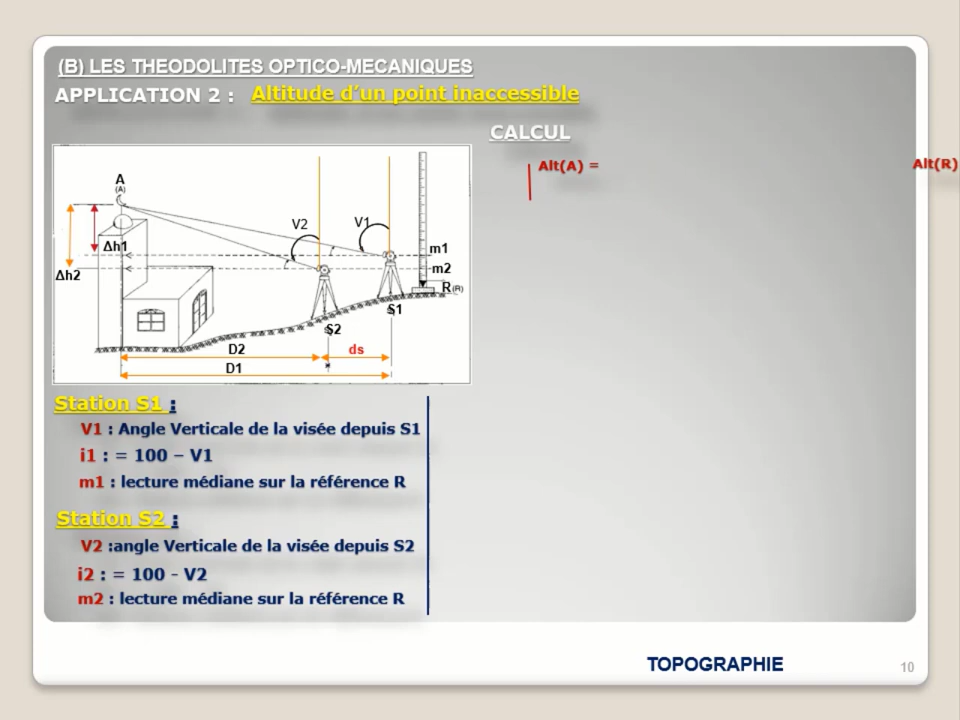 (B) LES THEODOLITES OPTICO-MECANIQUES
APPLICATION 2 : Altitude d'un point inaccessible
CALCUL
Alt(A) =
Alt(R)
A
(A)
V2
V1
Δh1
m1
Δh2
m2
R (R)
S1
S2
D2
ds
D1
Station S1 :
V1 : Angle Verticale de la visée depuis S1
i1 : = 100 – V1
m1 : lecture médiane sur la référence R
Station S2 :
V2 :angle Verticale de la visée depuis S2
i2 : = 100 - V2
m2 : lecture médiane sur la référence R
TOPOGRAPHIE
10